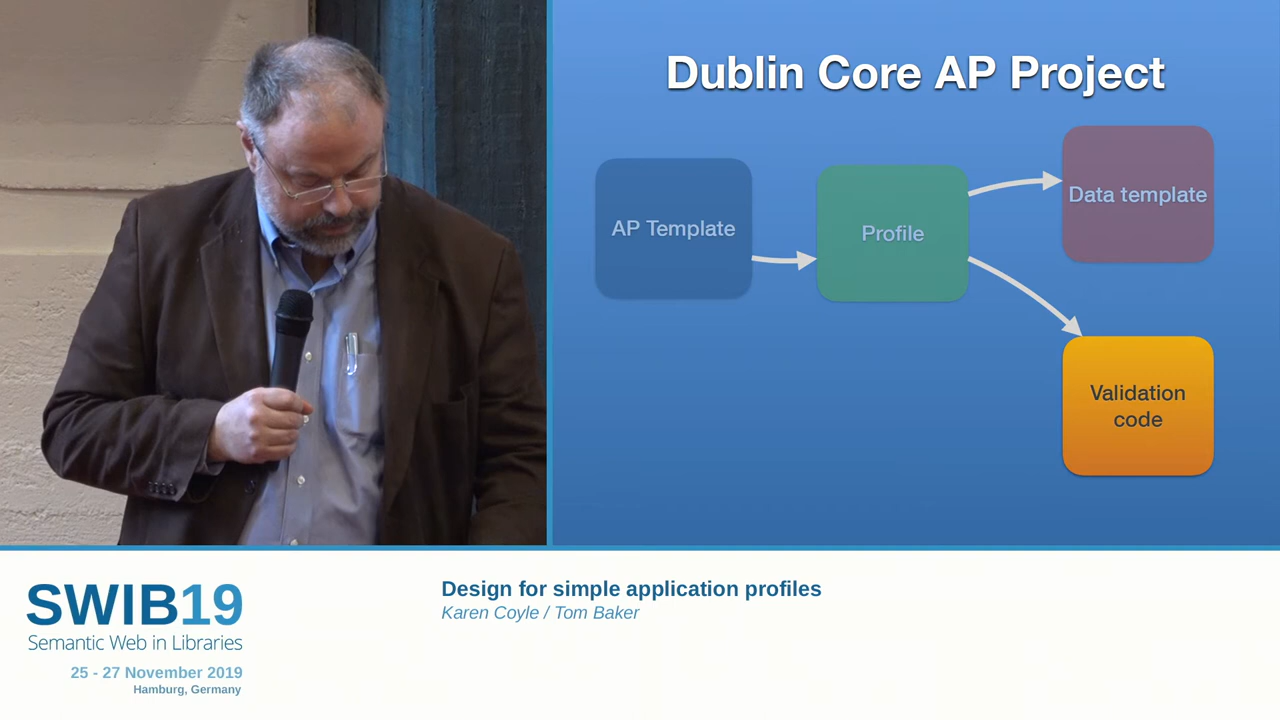 Dublin Core AP Project
AP Template
Profile
Data template
Validation
code
SWIB19
Semantic Web in Libraries
25 - 27 November 2019
Hamburg, Germany
Design for simple application profiles
Karen Coyle / Tom Baker